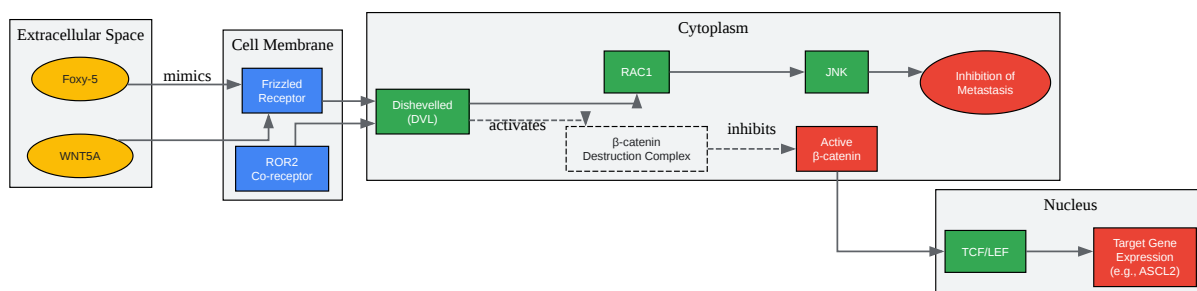 Extracellular Space
Foxy-5
WNT5A
mimics
Cell Membrane
Frizzled
Receptor
ROR2
Co-receptor
Cytoplasm
Dishevelled
(DVL)
activates
RAC1
JNK
Inhibition of
Metastasis
β-catenin
Destruction Complex
inhibits
Active
β-catenin
Nucleus
TCF/LEF
Target Gene
Expression
(e.g., ASCL2)